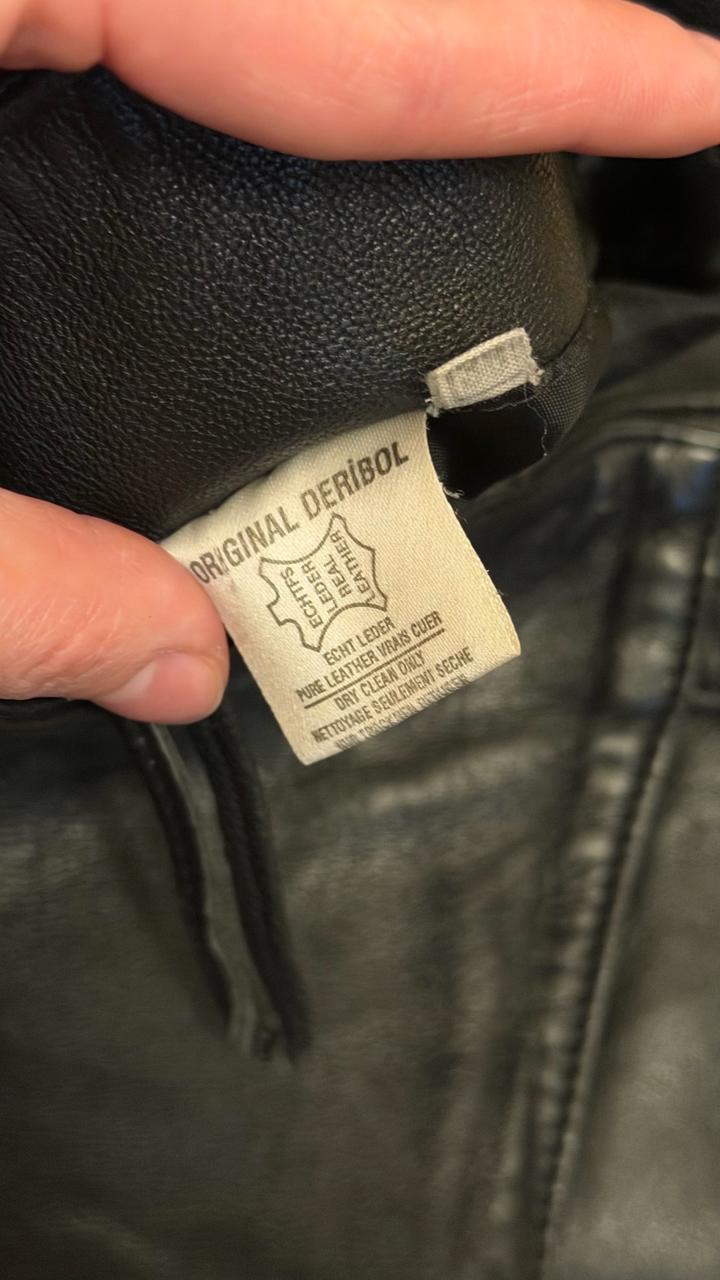 ORIGINAL DERİBOL
ECHTES
LEDER
REAL
LEATHER
ECHT LEDER
PURE LEATHER VRAIS CUER
DRY CLEAN ONLY
NETTOYAGE SEULEMENT SECHE
NUR